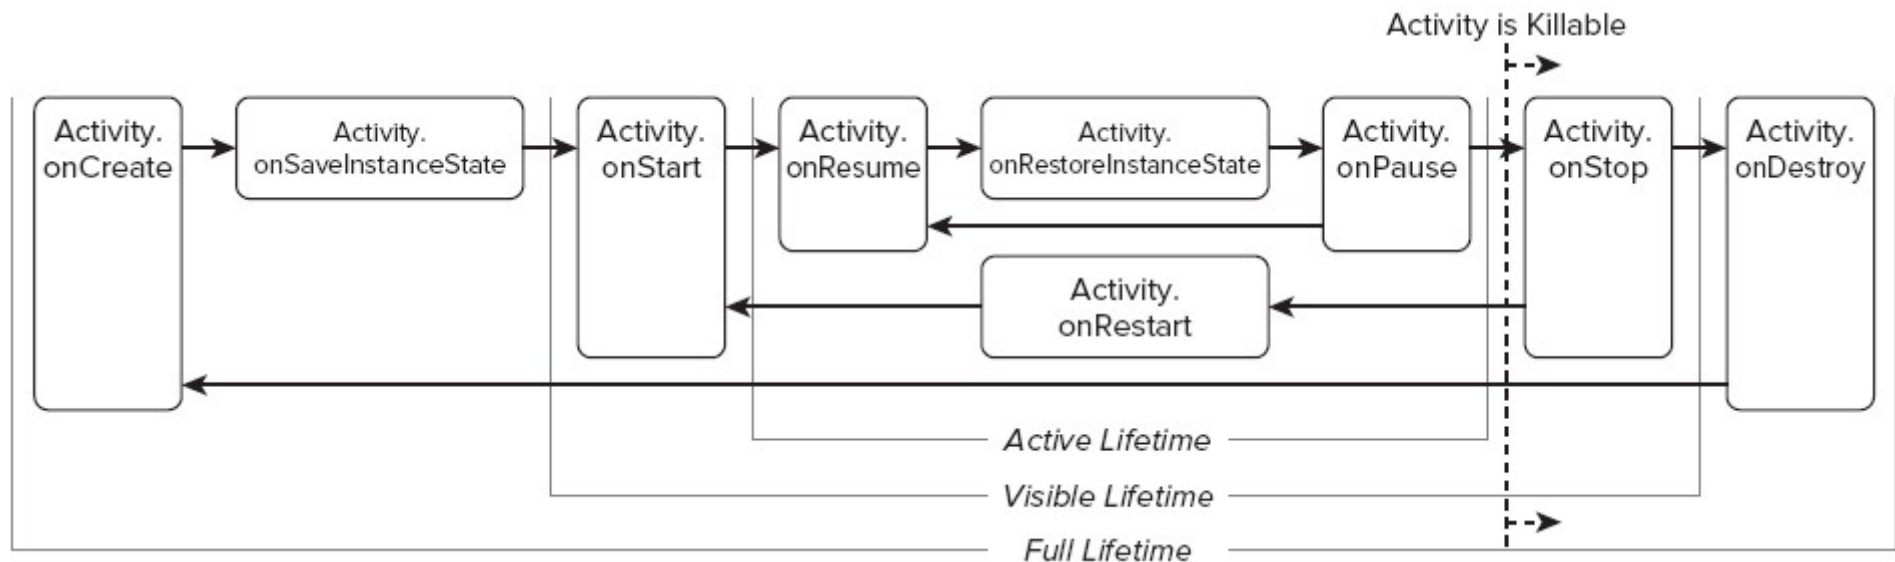 Activity is Killable
Activity.
onCreate
Activity.
onSaveInstanceState
Activity.
onStart
Activity.
onResume
Activity.
onRestoreInstanceState
Activity.
onPause
Activity.
onStop
Activity.
onDestroy
Activity.
onRestart
Active Lifetime
Visible Lifetime
Full Lifetime